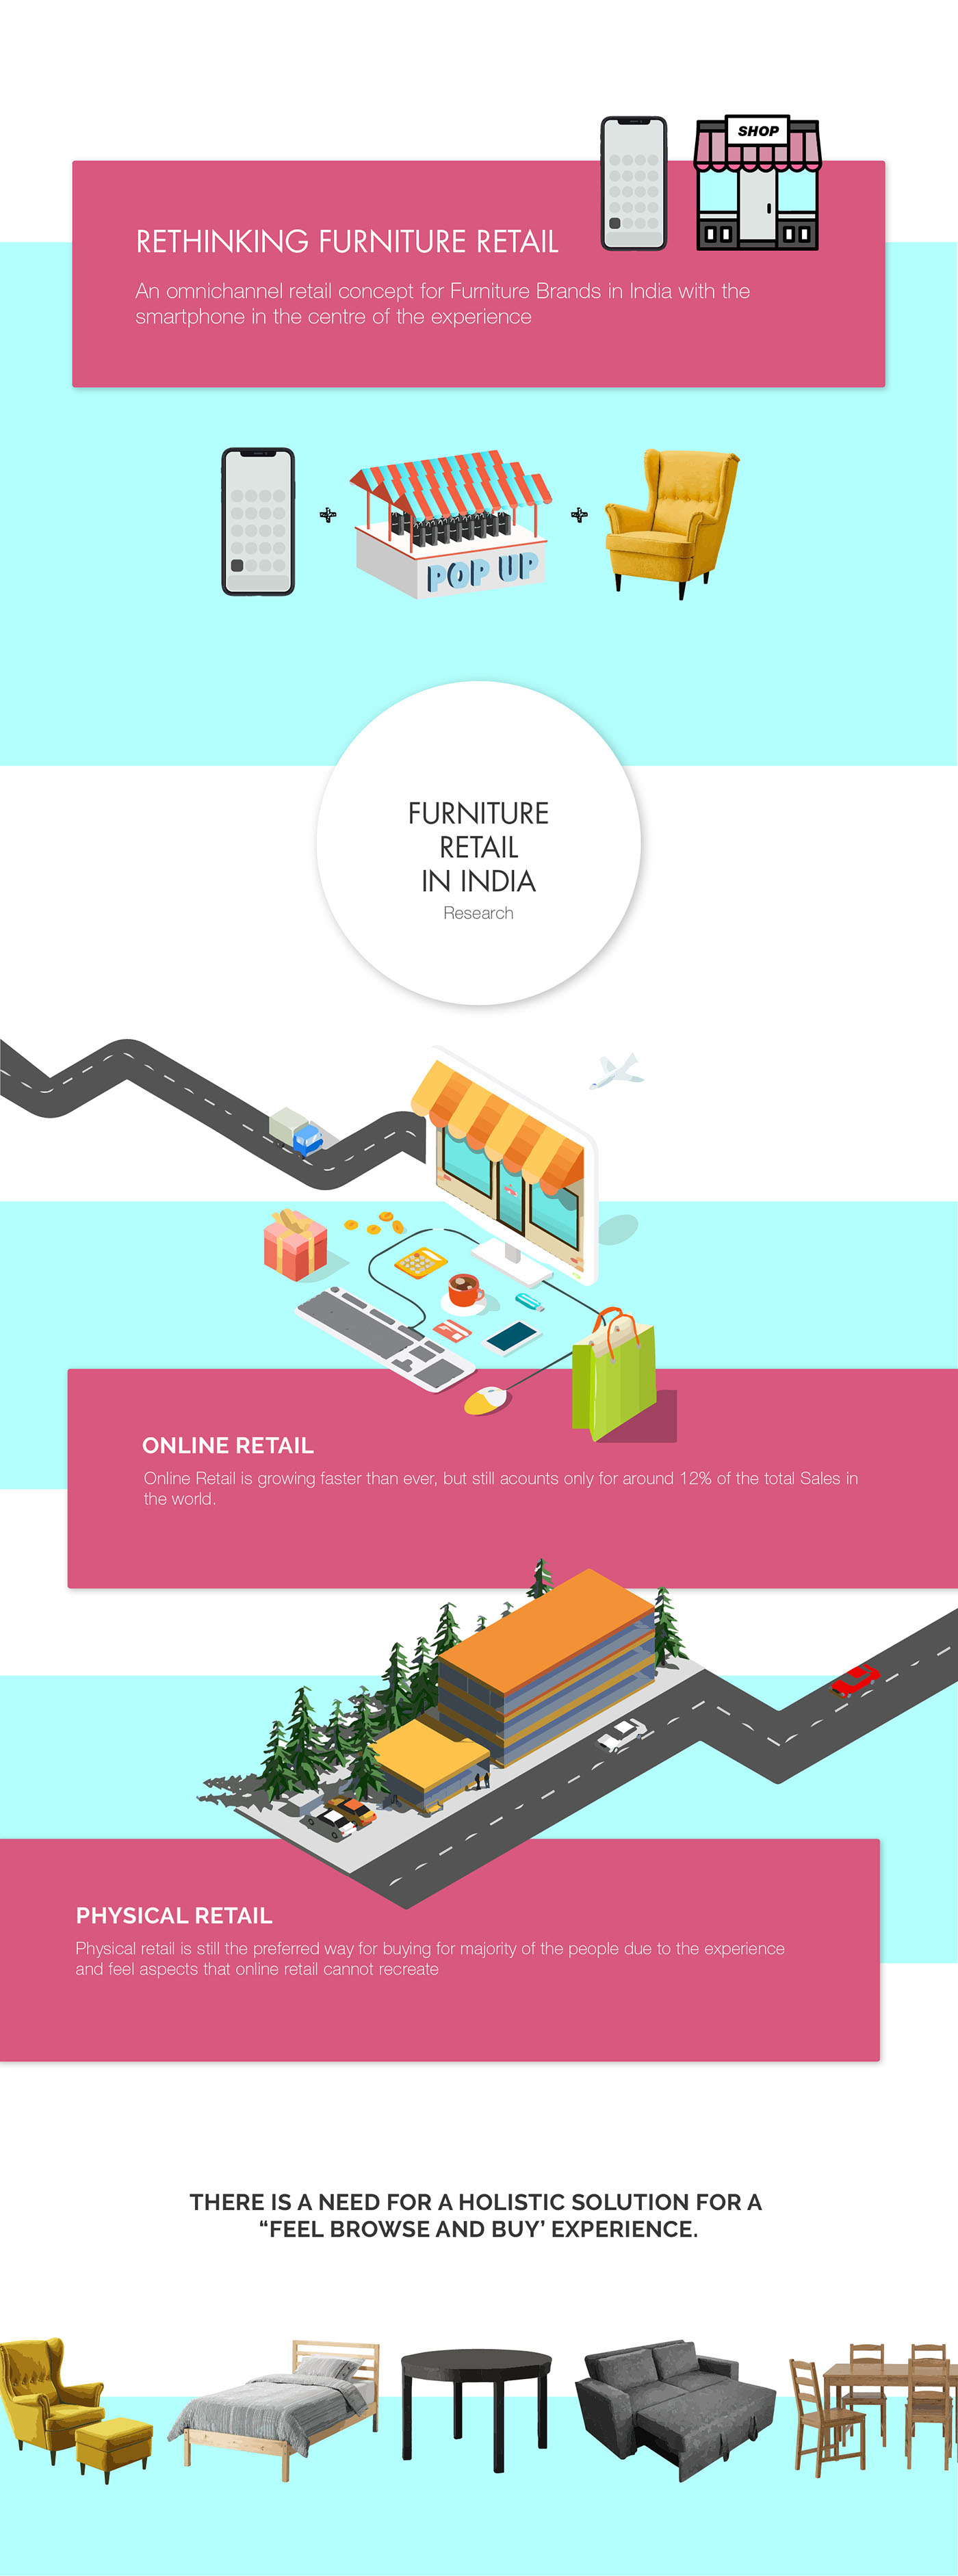 SHOP
RETHINKING FURNITURE RETAIL
An omnichannel retail concept for Furniture Brands in India with the
smartphone in the centre of the experience
POP UP
FURNITURE
RETAIL
IN INDIA
Research
ONLINE RETAIL
Online Retail is growing faster than ever, but still acounts only for around 12% of the total Sales in
the world.
PHYSICAL RETAIL
Physical retail is still the preferred way for buying for majority of the people due to the experience
and feel aspects that online retail cannot recreate
THERE IS A NEED FOR A HOLISTIC SOLUTION FOR A
“FEEL BROWSE AND BUY’ EXPERIENCE.